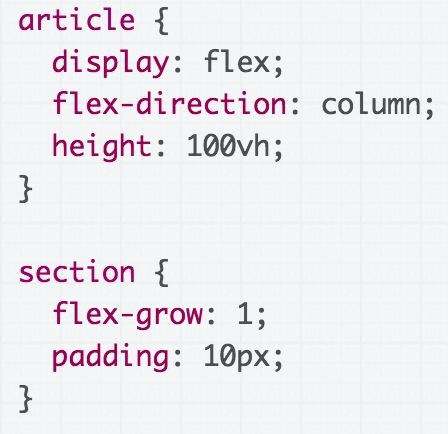 article {
  display: flex;
  flex-direction: column;
  height: 100vh;
}

section {
  flex-grow: 1;
  padding: 10px;
}